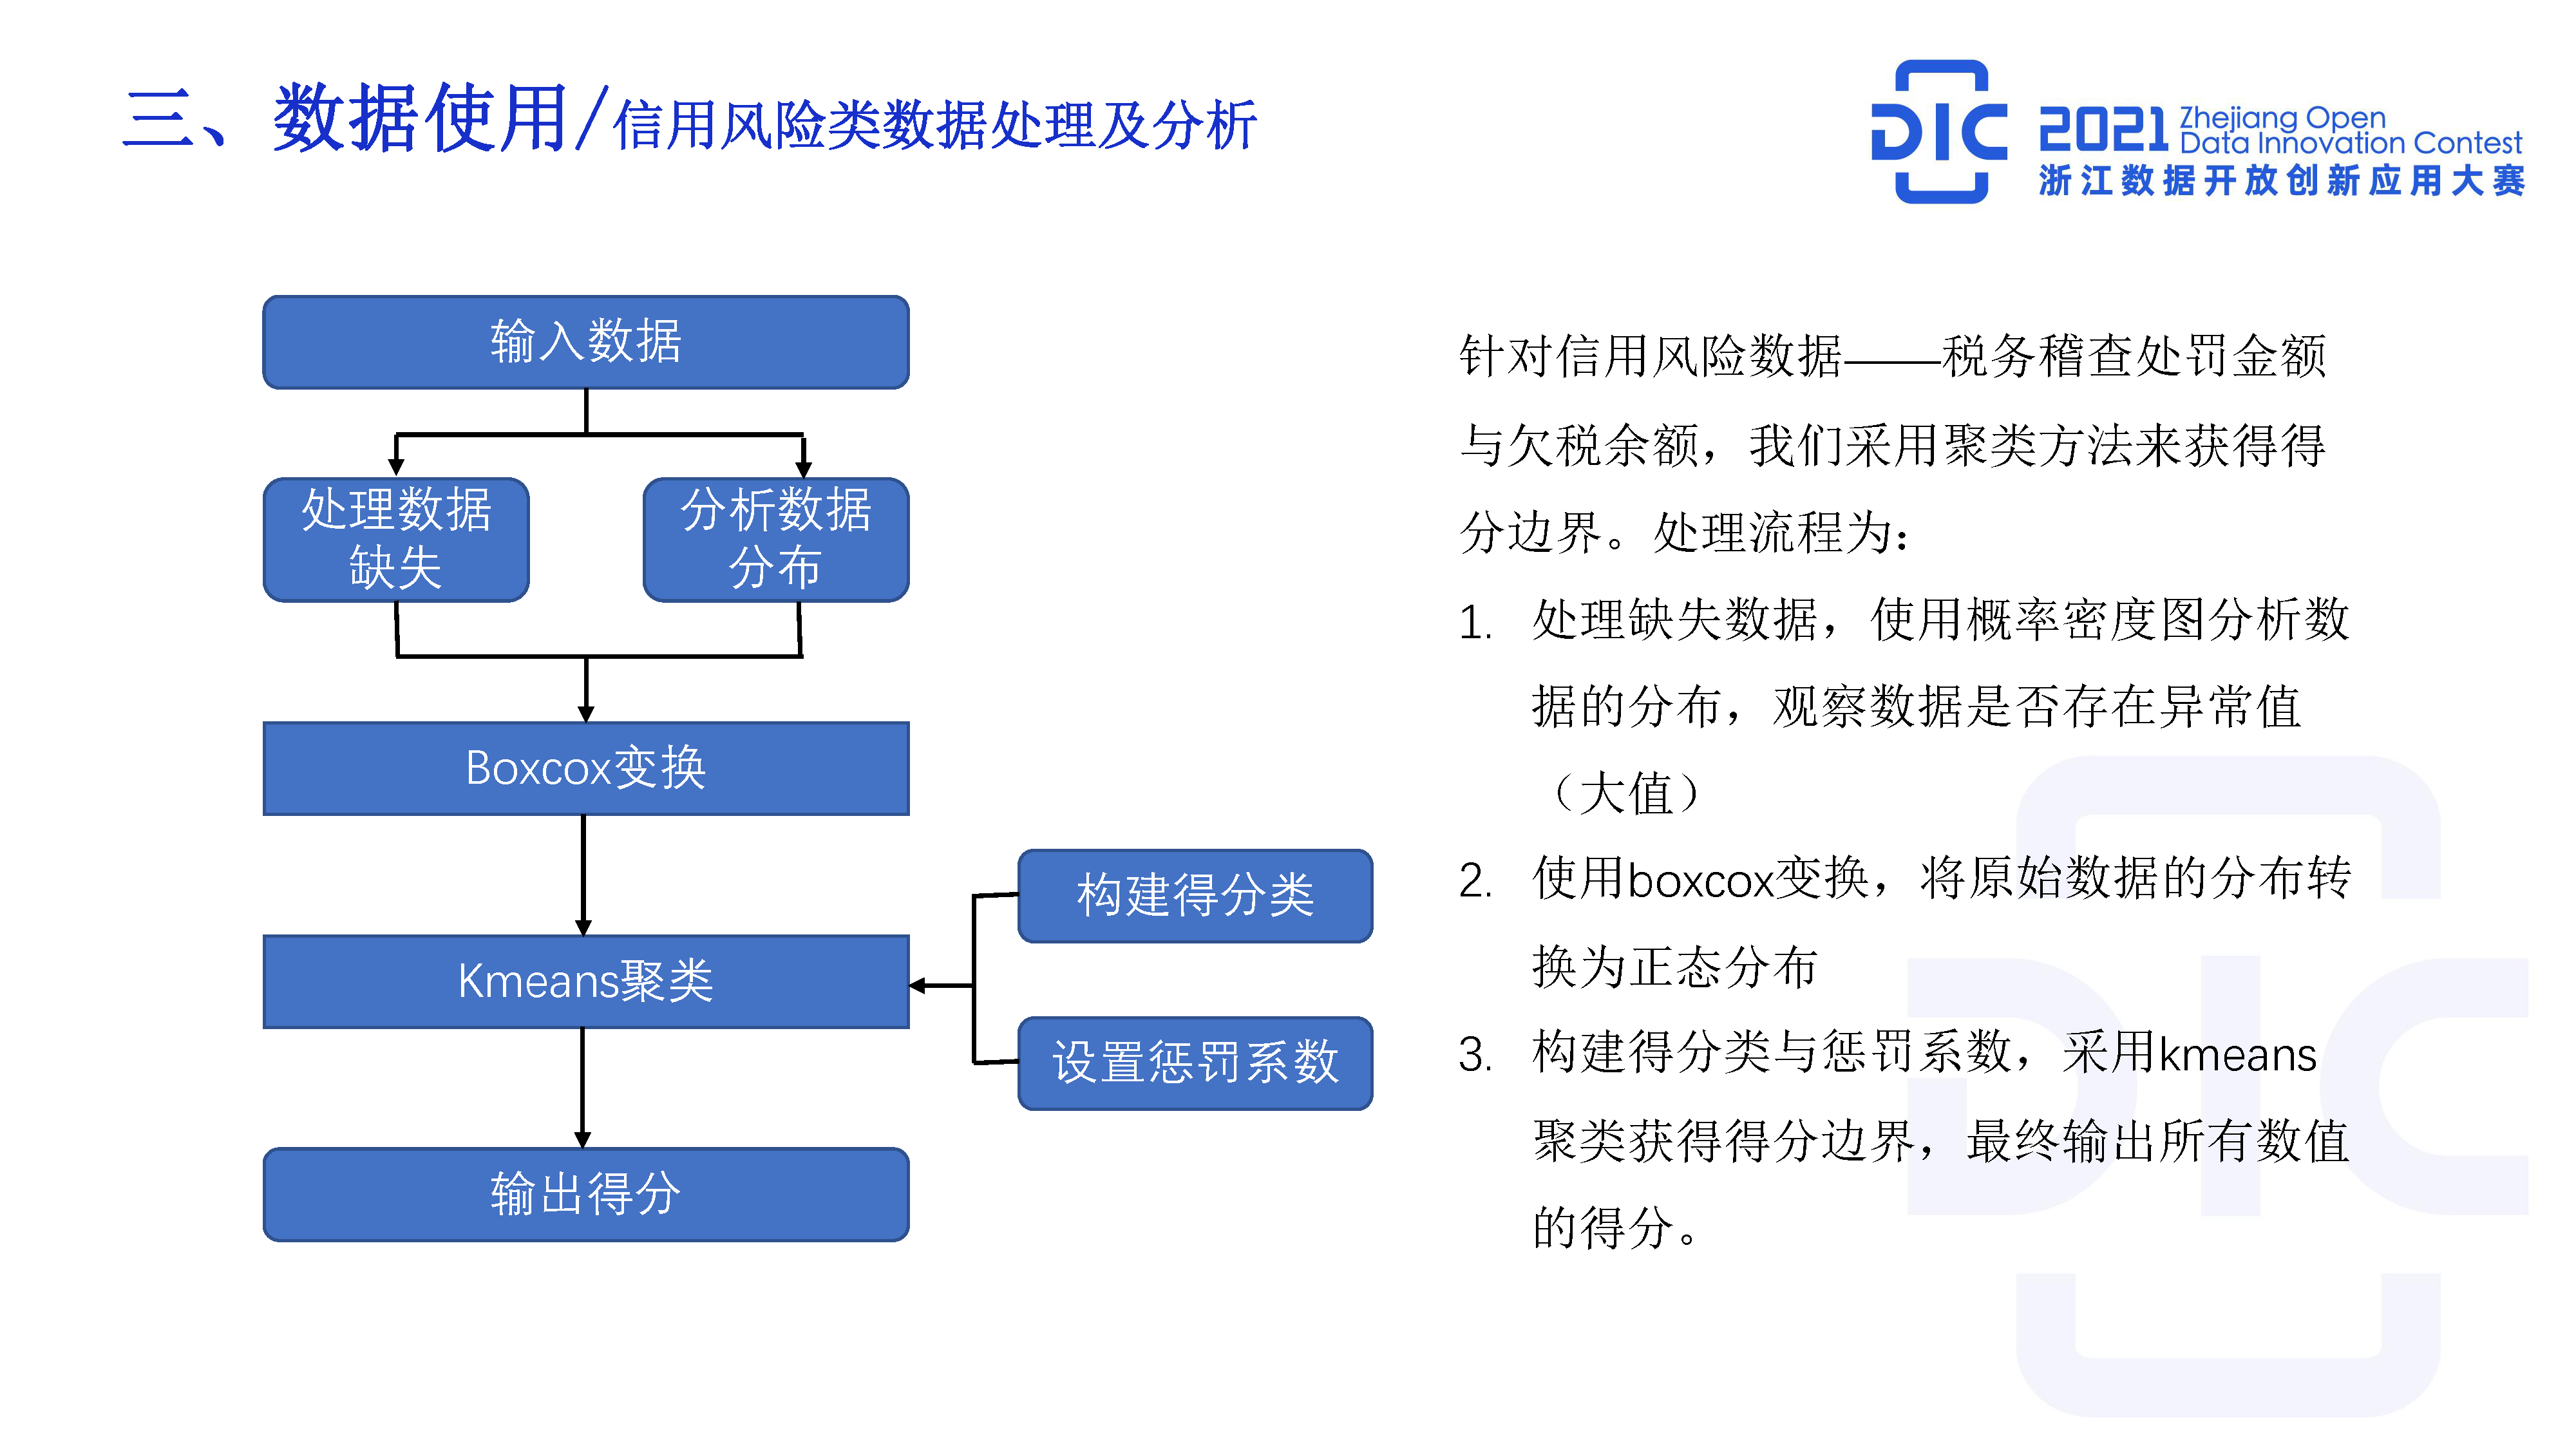 三、数据使用/信用风险类数据处理及分析
DIC
2021 Zhejiang Open
Data Innovation Contest
浙江数据开放创新应用大赛
输入数据
处理数据
缺失
分析数据
分布
Boxcox变换
Kmeans聚类
构建得分类
设置惩罚系数
输出得分
针对信用风险数据——税务稽查处罚金额
与欠税余额，我们采用聚类方法来获得得
分边界。处理流程为：
1. 处理缺失数据，使用概率密度图分析数
据的分布，观察数据是否存在异常值
（大值）
2. 使用boxcox变换，将原始数据的分布转
换为正态分布
3. 构建得分类与惩罚系数，采用kmeans
聚类获得得分边界，最终输出所有数值
的得分。
DIC